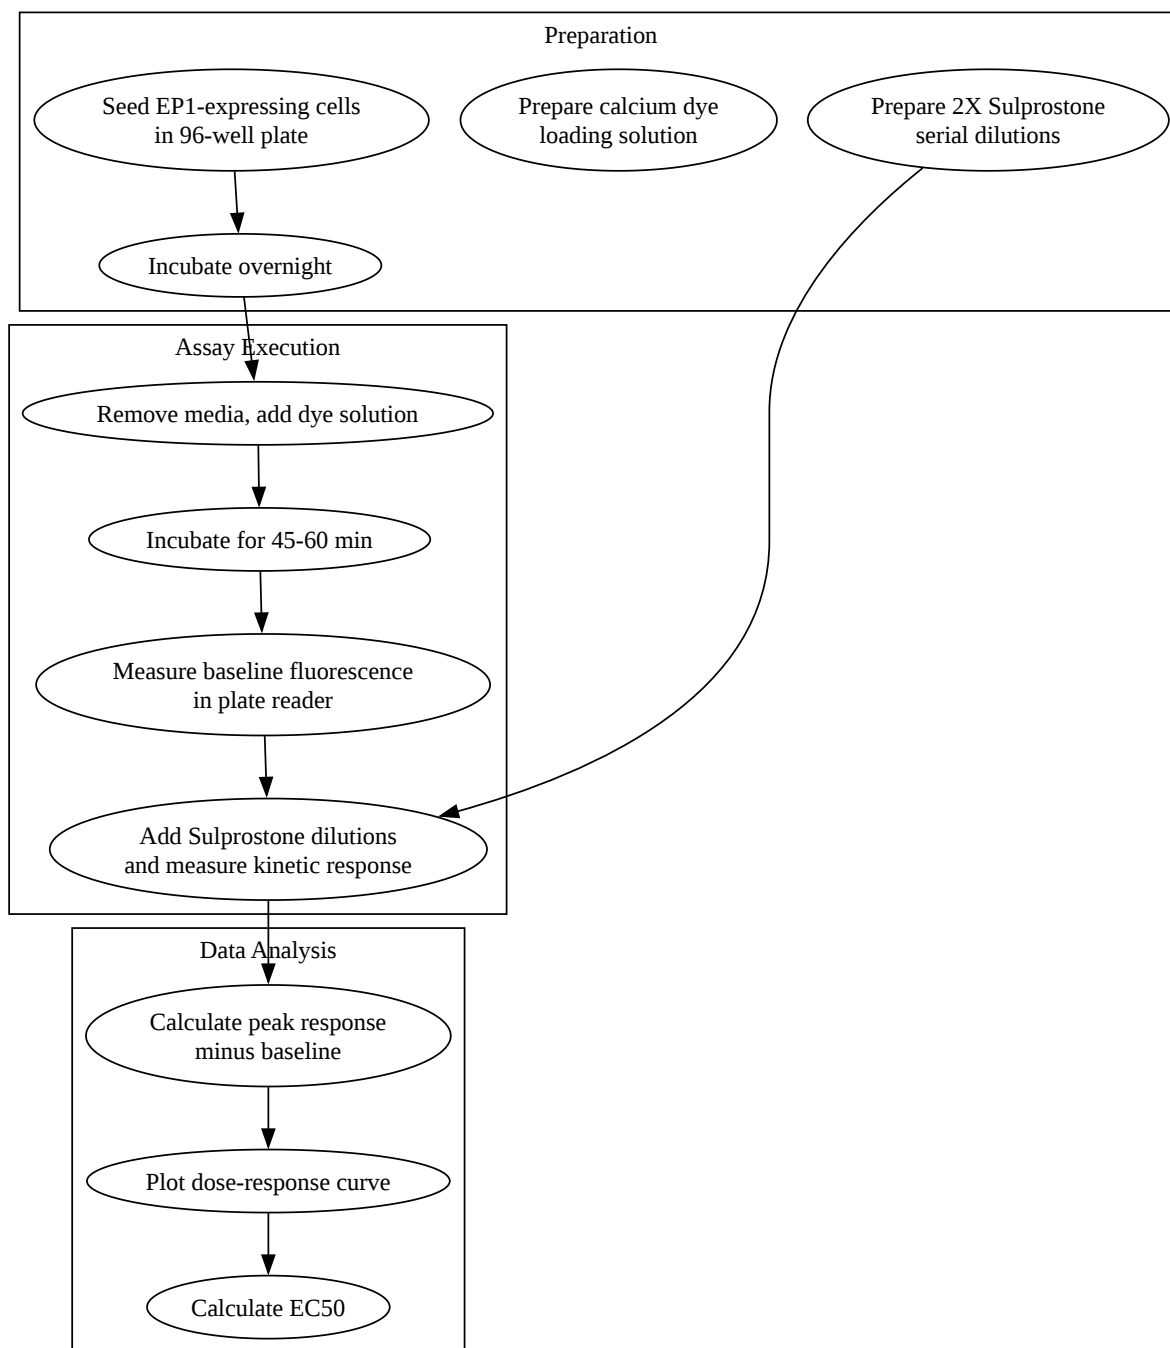 Preparation
Seed EP1-expressing cells
in 96-well plate
Prepare calcium dye
loading solution
Prepare 2X Sulprostone
serial dilutions
Incubate overnight
Assay Execution
Remove media, add dye solution
Incubate for 45-60 min
Measure baseline fluorescence
in plate reader
Add Sulprostone dilutions
and measure kinetic response
Data Analysis
Calculate peak response
minus baseline
Plot dose-response curve
Calculate EC50